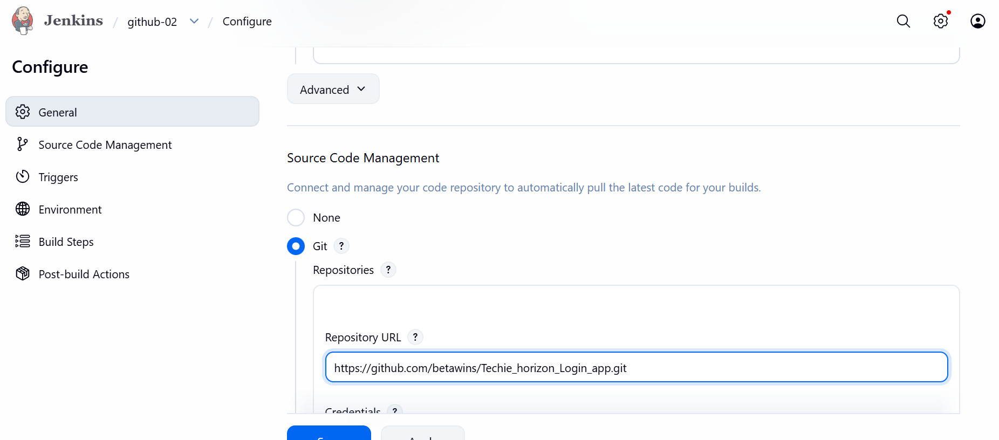 Jenkins / github-02 / Configure
Configure
General
Source Code Management
Triggers
Environment
Build Steps
Post-build Actions
Advanced
Source Code Management
Connect and manage your code repository to automatically pull the latest code for your builds.
None
Git ?
Repositories ?
Repository URL ?
https://github.com/betawins/Techie_horizon_Login_app.git
Credentials ?